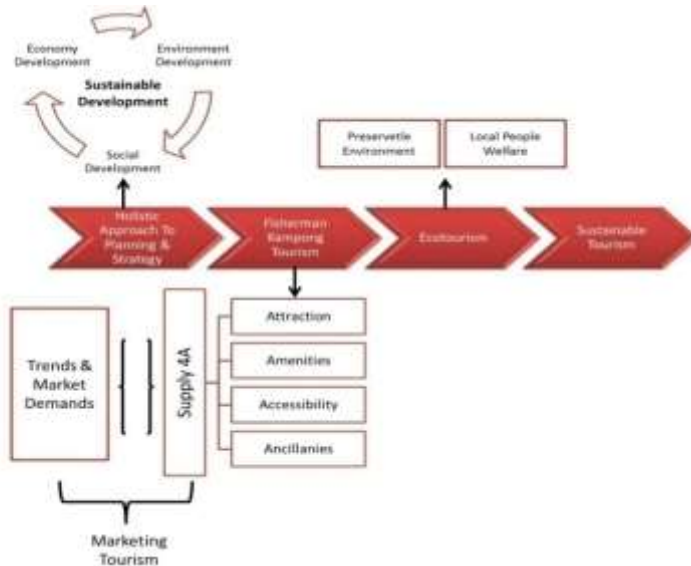 Economy
Development
Environment
Development
Sustainable
Development
Social
Development
Preservetle
Environment
Local People
Welfare
Holistic
Approach To
Planning &
Strategy
Fisherman
Kampong
Tourism
Ecotourism
Sustainable
Tourism
Trends &
Market
Demands
Supply 4A
Attraction
Amenities
Accessibility
Ancillanies
Marketing
Tourism